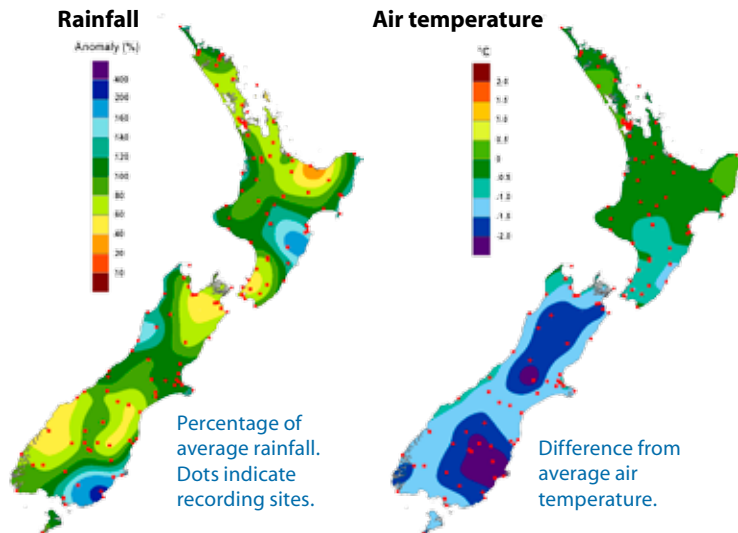 Rainfall
Anomaly (%)
400
200
160
140
120
100
80
60
40
20
10
Percentage of
average rainfall.
Dots indicate
recording sites.
Air temperature
°C
2.0
1.5
1.0
0.5
0
-0.5
-1.0
-1.5
-2.0
Difference from
average air
temperature.